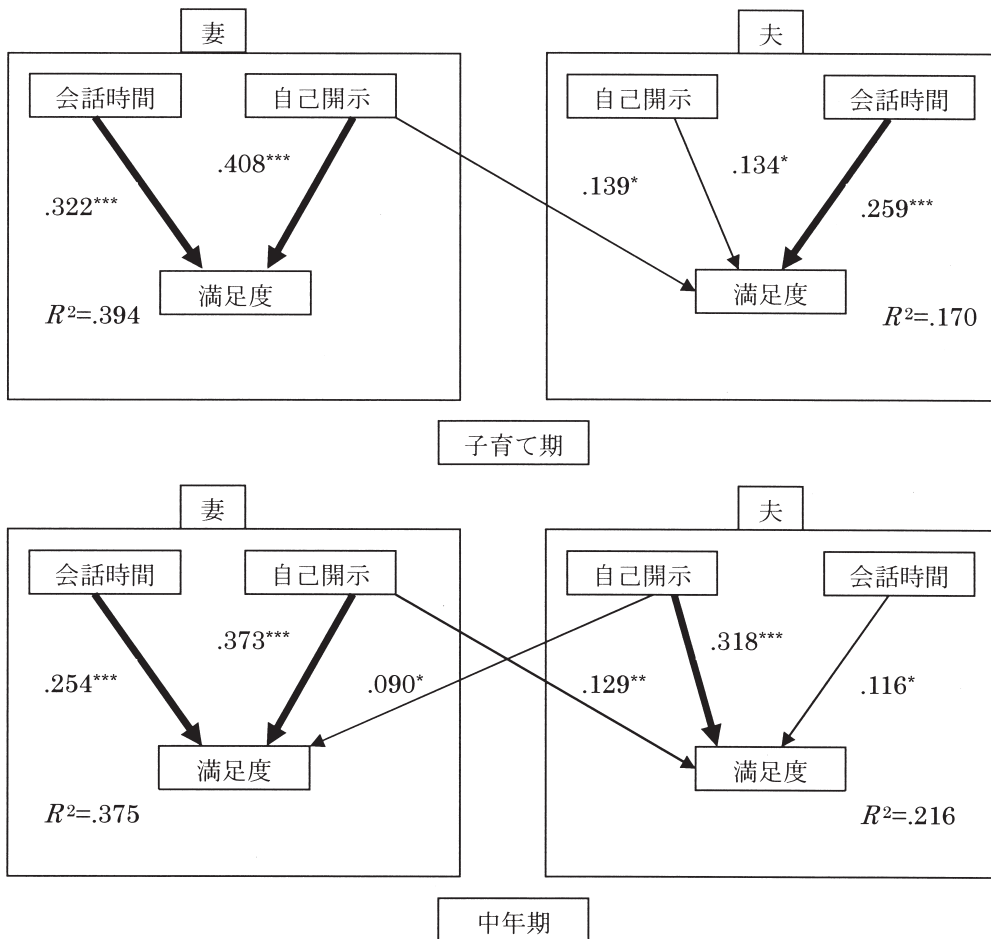 妻
夫
会話時間
自己開示
自己開示
会話時間
.322***
.408***
.139*
.134*
.259***
満足度
満足度
R²=.394
R²=.170
子育て期
妻
夫
会話時間
自己開示
自己開示
会話時間
.254***
.373***
.090*
.129**
.318***
.116*
満足度
満足度
R²=.375
R²=.216
中年期